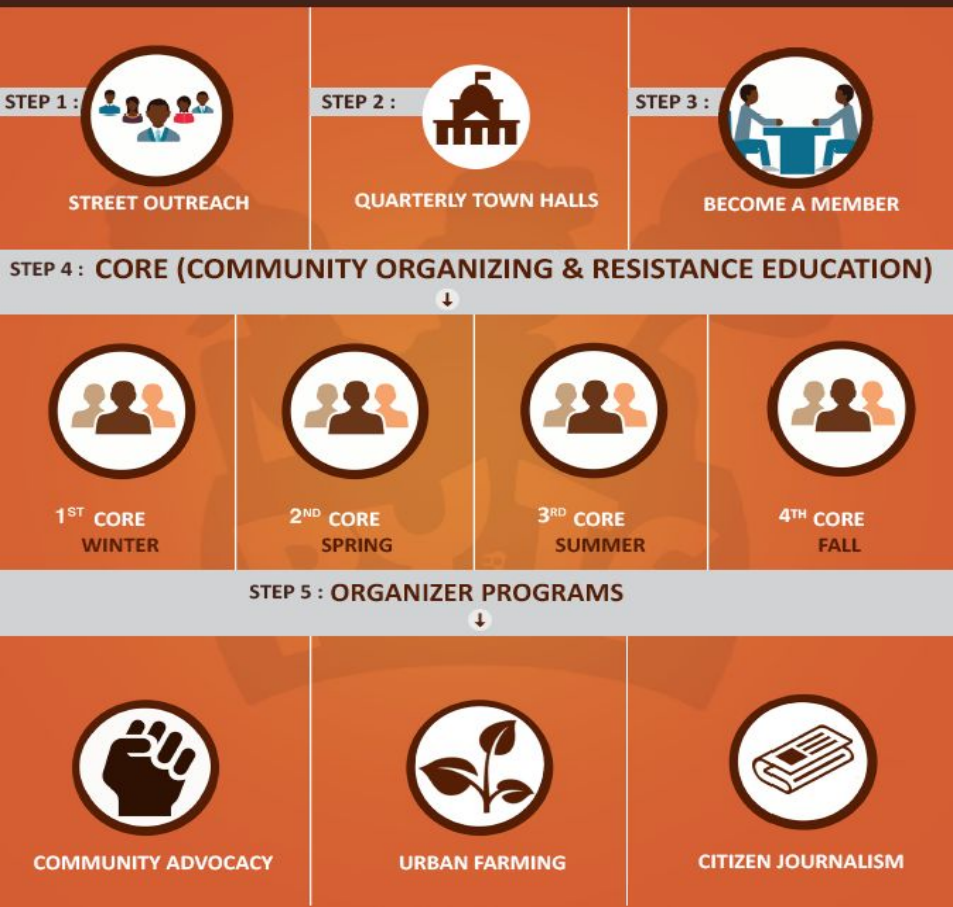 STEP 1 :
STREET OUTREACH
STEP 2 :
QUARTERLY TOWN HALLS
STEP 3 :
BECOME A MEMBER
STEP 4 : CORE (COMMUNITY ORGANIZING & RESISTANCE EDUCATION)
1ST CORE
WINTER
2ND CORE
SPRING
3RD CORE
SUMMER
4TH CORE
FALL
STEP 5 : ORGANIZER PROGRAMS
COMMUNITY ADVOCACY
URBAN FARMING
CITIZEN JOURNALISM